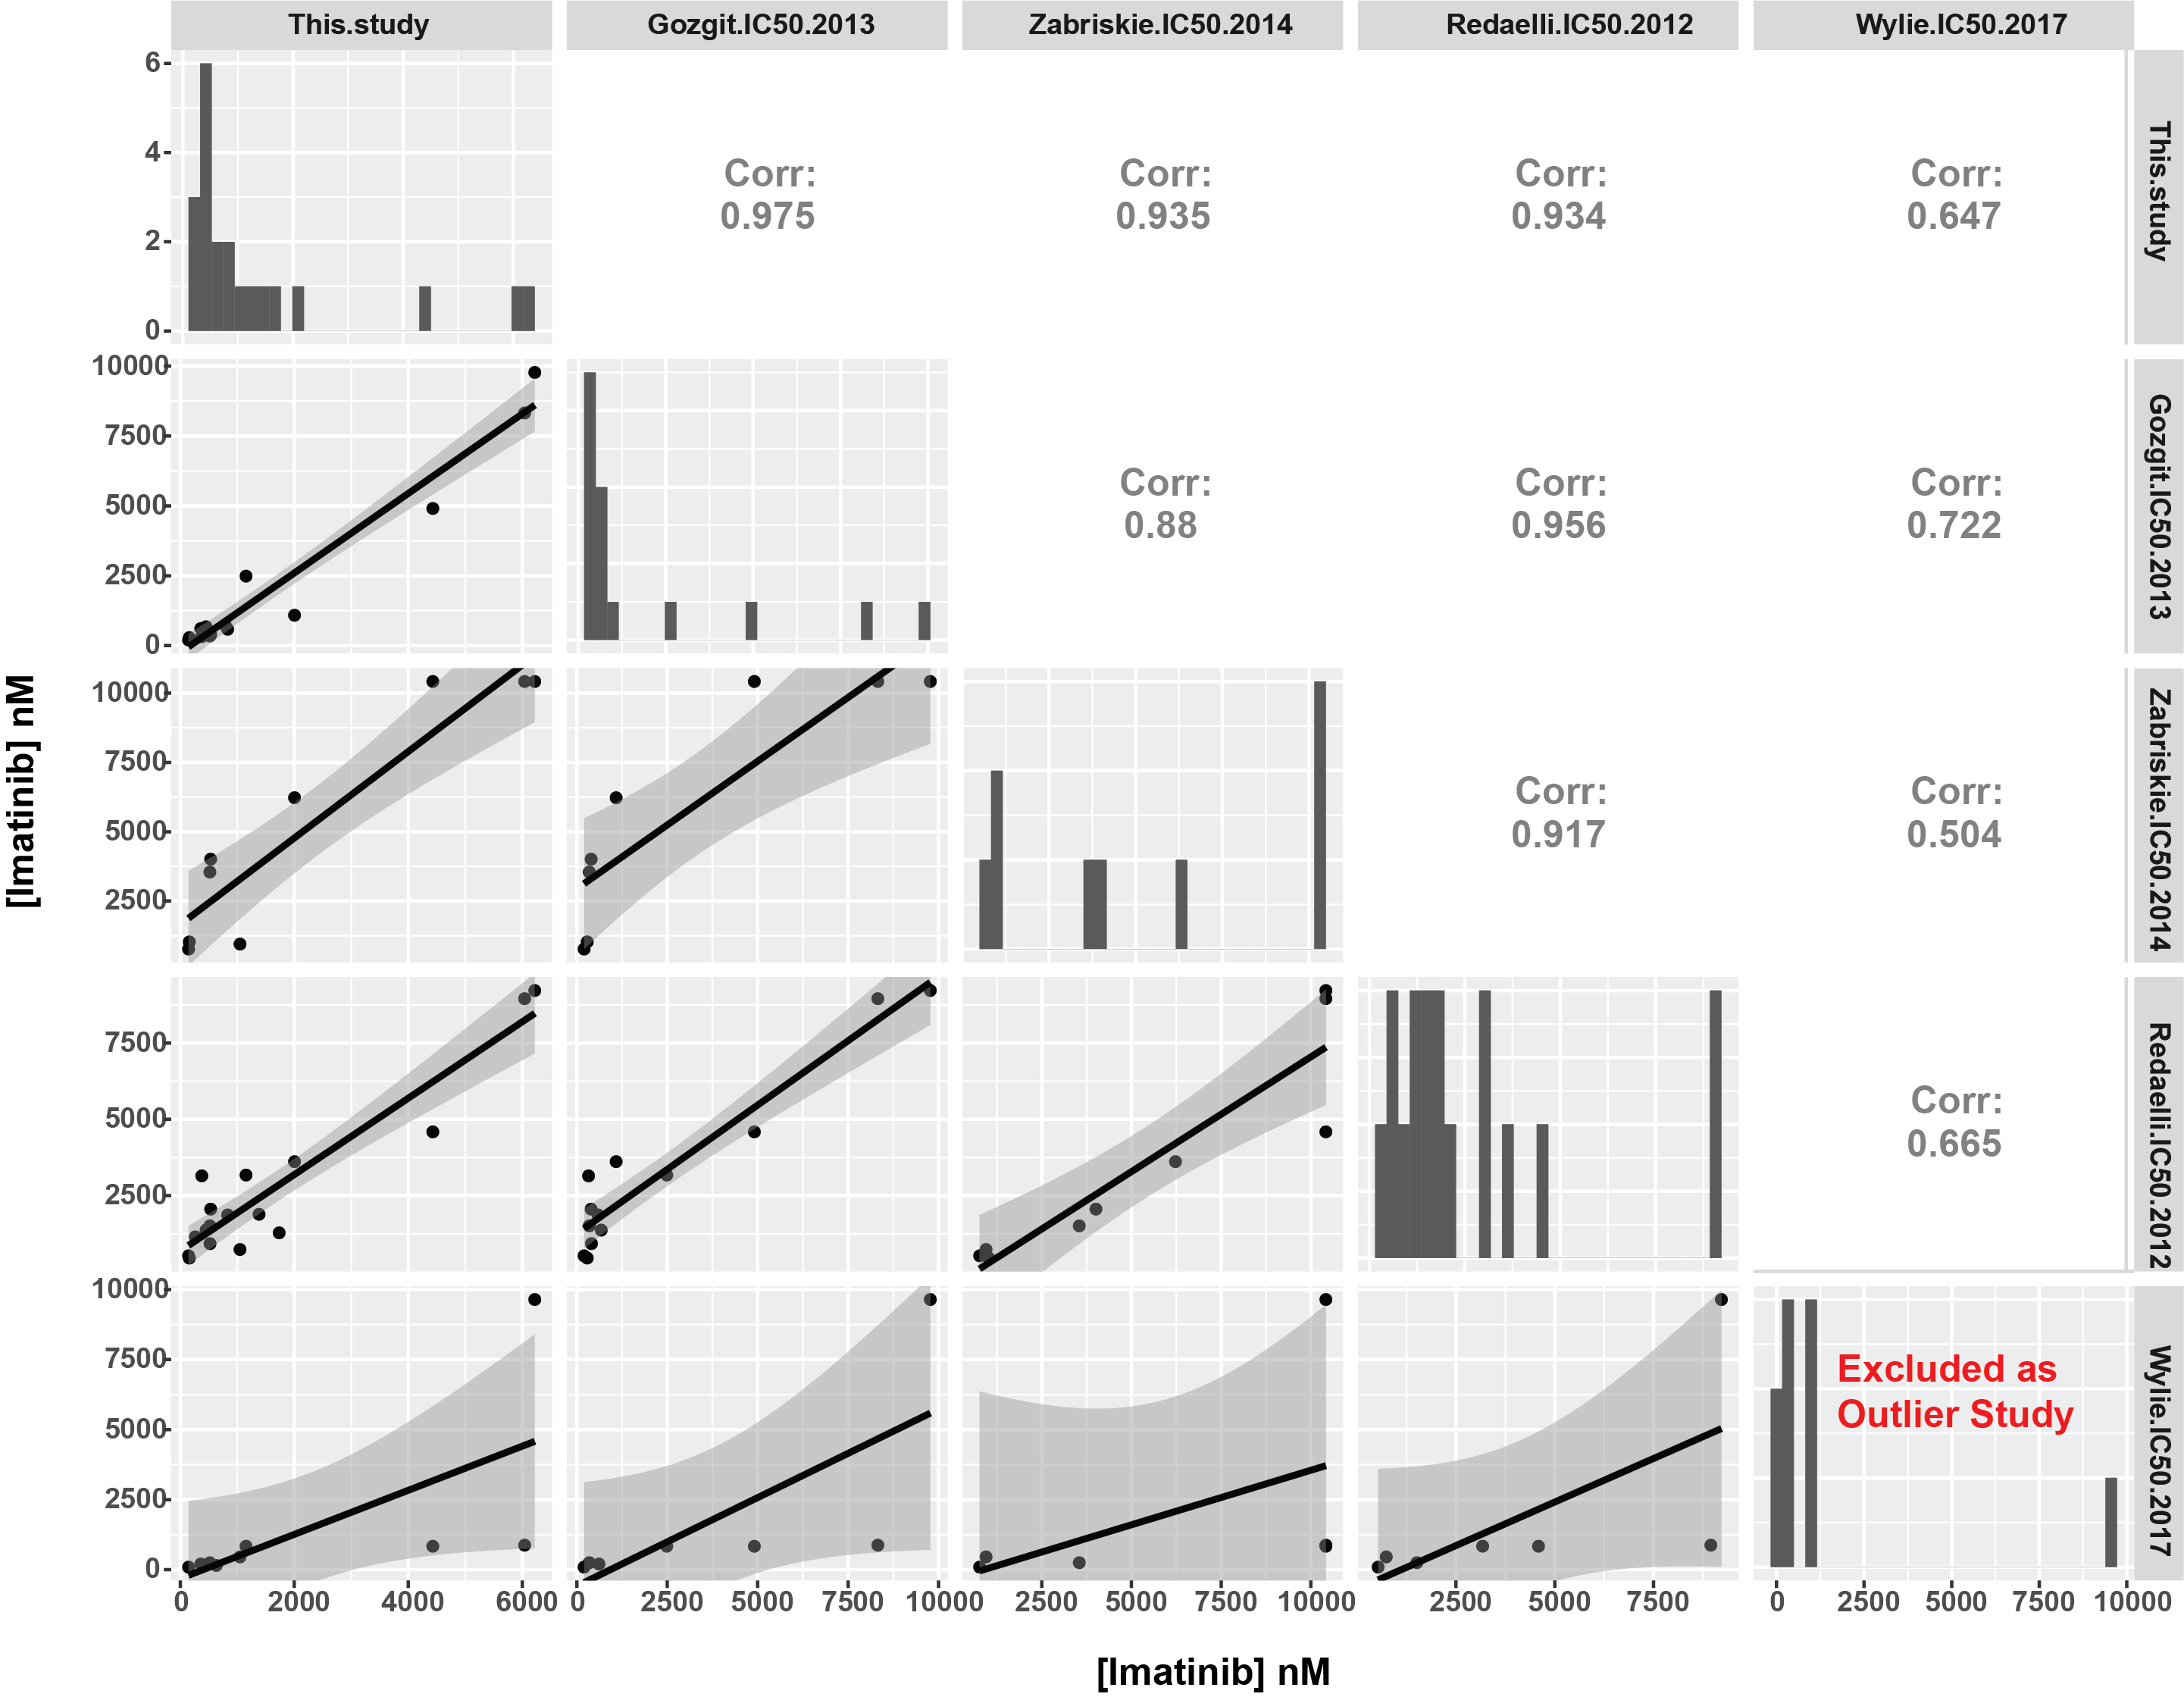 This.study Gozgit.IC50.2013 Zabriskie.IC50.2014 Redaelli.IC50.2012 Wylie.IC50.2017
6
4
2
0
Corr:
0.975
Corr:
0.935
Corr:
0.934
Corr:
0.647
This.study
10000
7500
5000
2500
0
Corr:
0.88
Corr:
0.956
Corr:
0.722
Gozgit.IC50.2013
10000
7500
5000
2500
Corr:
0.917
Corr:
0.504
Zabriskie.IC50.2014
7500
5000
2500
Corr:
0.665
Redaelli.IC50.2012
10000
7500
5000
2500
0
Excluded as
Outlier Study
Wylie.IC50.2017
0 2000 4000 6000 0 2500 5000 7500 10000 2500 5000 7500 10000 2500 5000 7500 0 2500 5000 7500 10000
[Imatinib] nM
[Imatinib] nM